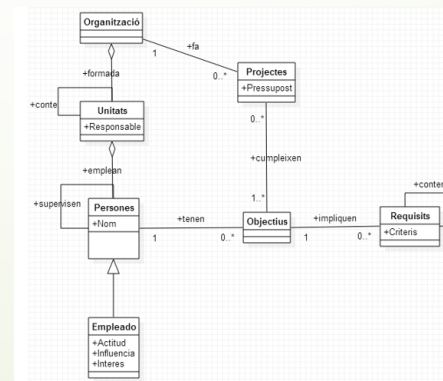 Organització
+fa
1
0..*
+formada
Projectes
+Pressupost
+conte
Unitats
+Responsable
0..*
+emplean
+cumpleixen
+supervisen
Persones
+Nom
1..*
+tenen
Objectius
+impliquen
+conter
Requisits
+Criteris
1
0..*
1
0..*
Empleado
+Actitud
+Influencia
+Interes